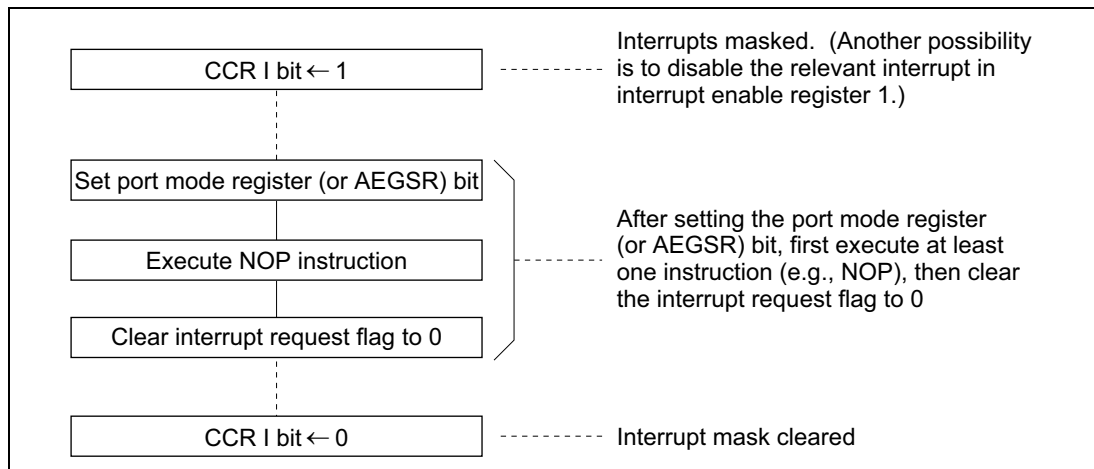 CCR I bit ← 1
Interrupts masked. (Another possibility
is to disable the relevant interrupt in
interrupt enable register 1.)
Set port mode register (or AEGSR) bit
Execute NOP instruction
Clear interrupt request flag to 0
After setting the port mode register
(or AEGSR) bit, first execute at least
one instruction (e.g., NOP), then clear
the interrupt request flag to 0
CCR I bit ← 0
Interrupt mask cleared